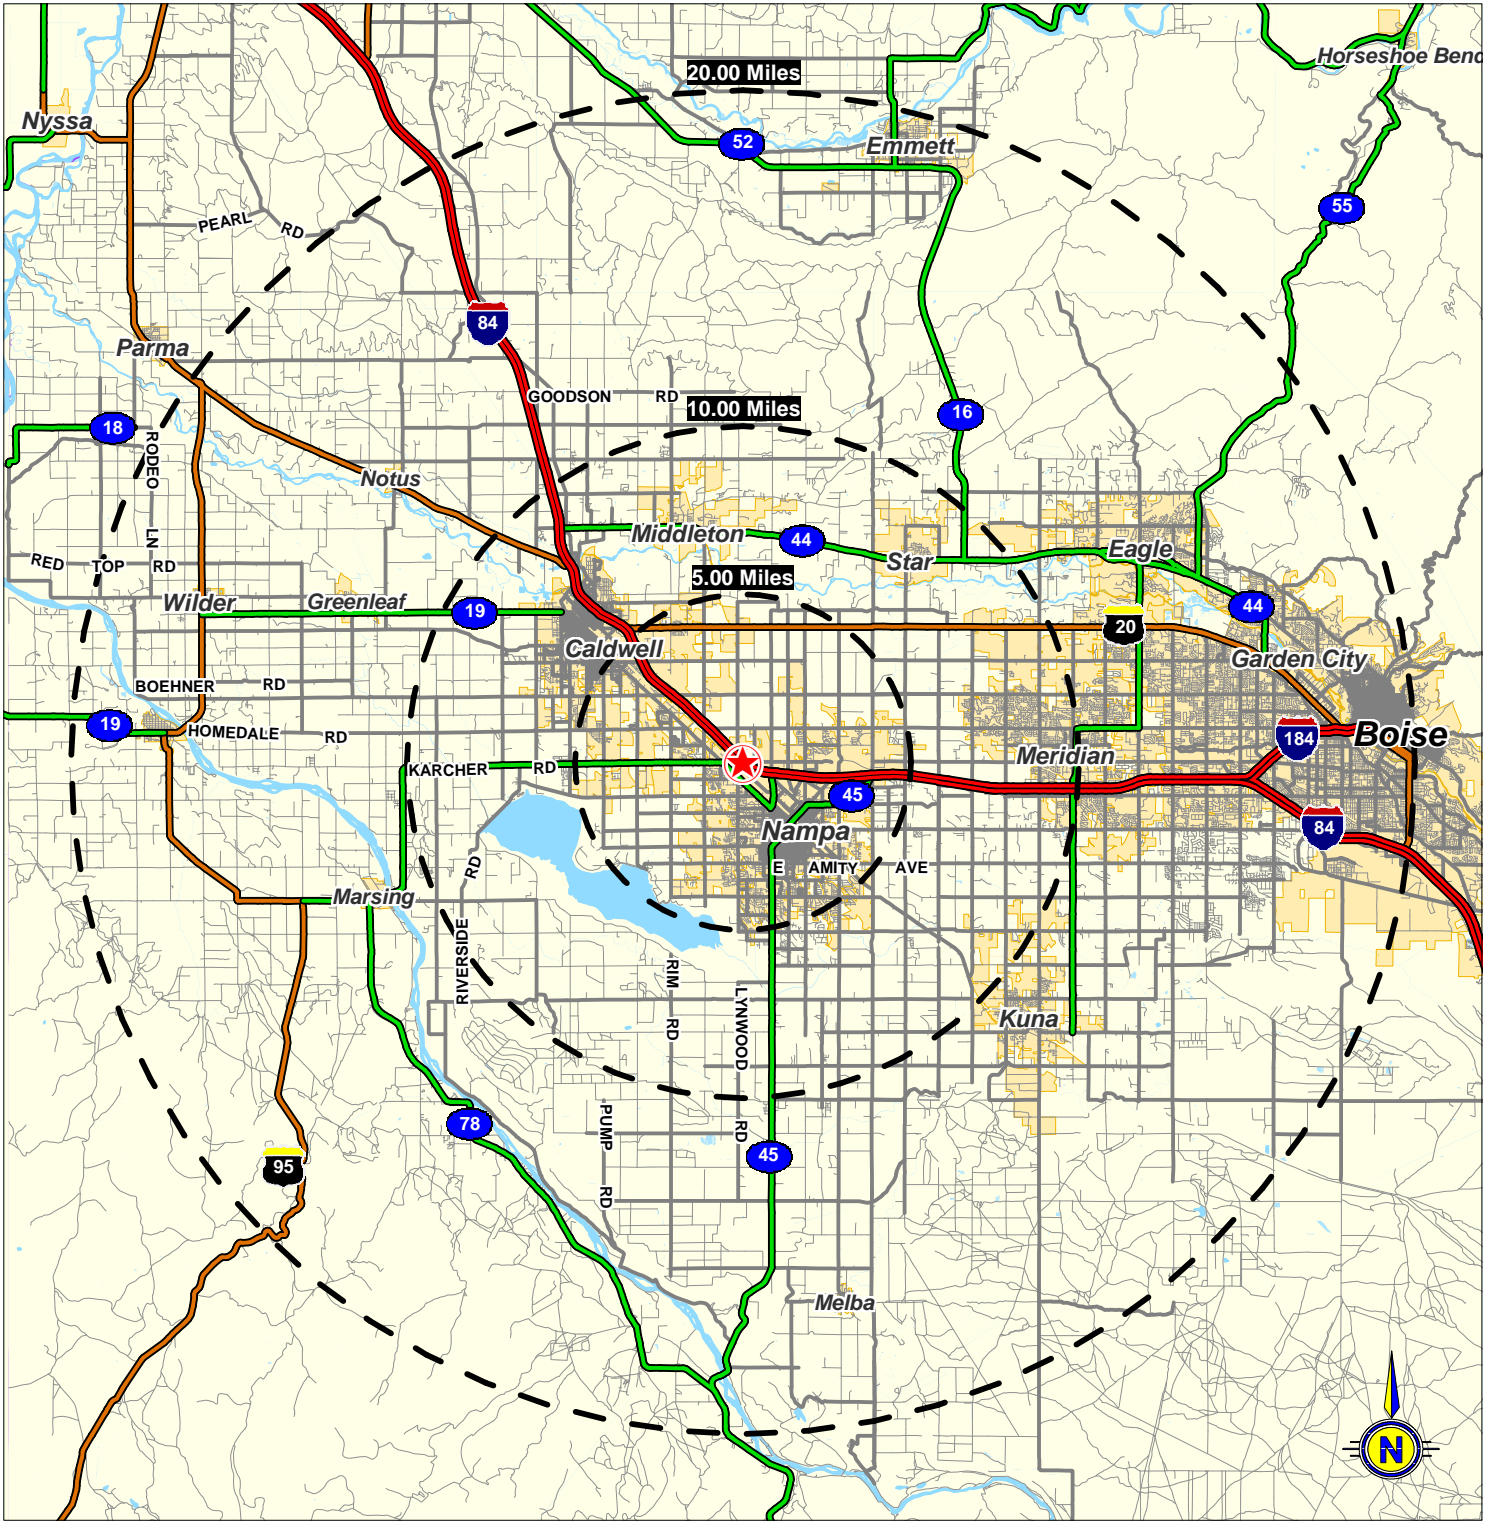 Horseshoe Bend
20.00 Miles
Nyssa
52
Emmett
55
PEARL RD
84
Parma
GOODSON RD
10.00 Miles
16
18
RODEO LN
Notus
Middleton
44
Eagle
Star
RED TOP RD
5.00 Miles
Wilder
Greenleaf
19
44
20
Caldwell
Garden City
BOEHNER RD
19
HOMEDALE RD
184
Boise
Meridian
KARCHER RD
45
84
Nampa
E AMITY AVE
RIVERSIDE RD
Marsing
RIM RD
LYNWOOD RD
Kuna
78
PUMP RD
45
95
Melba
N